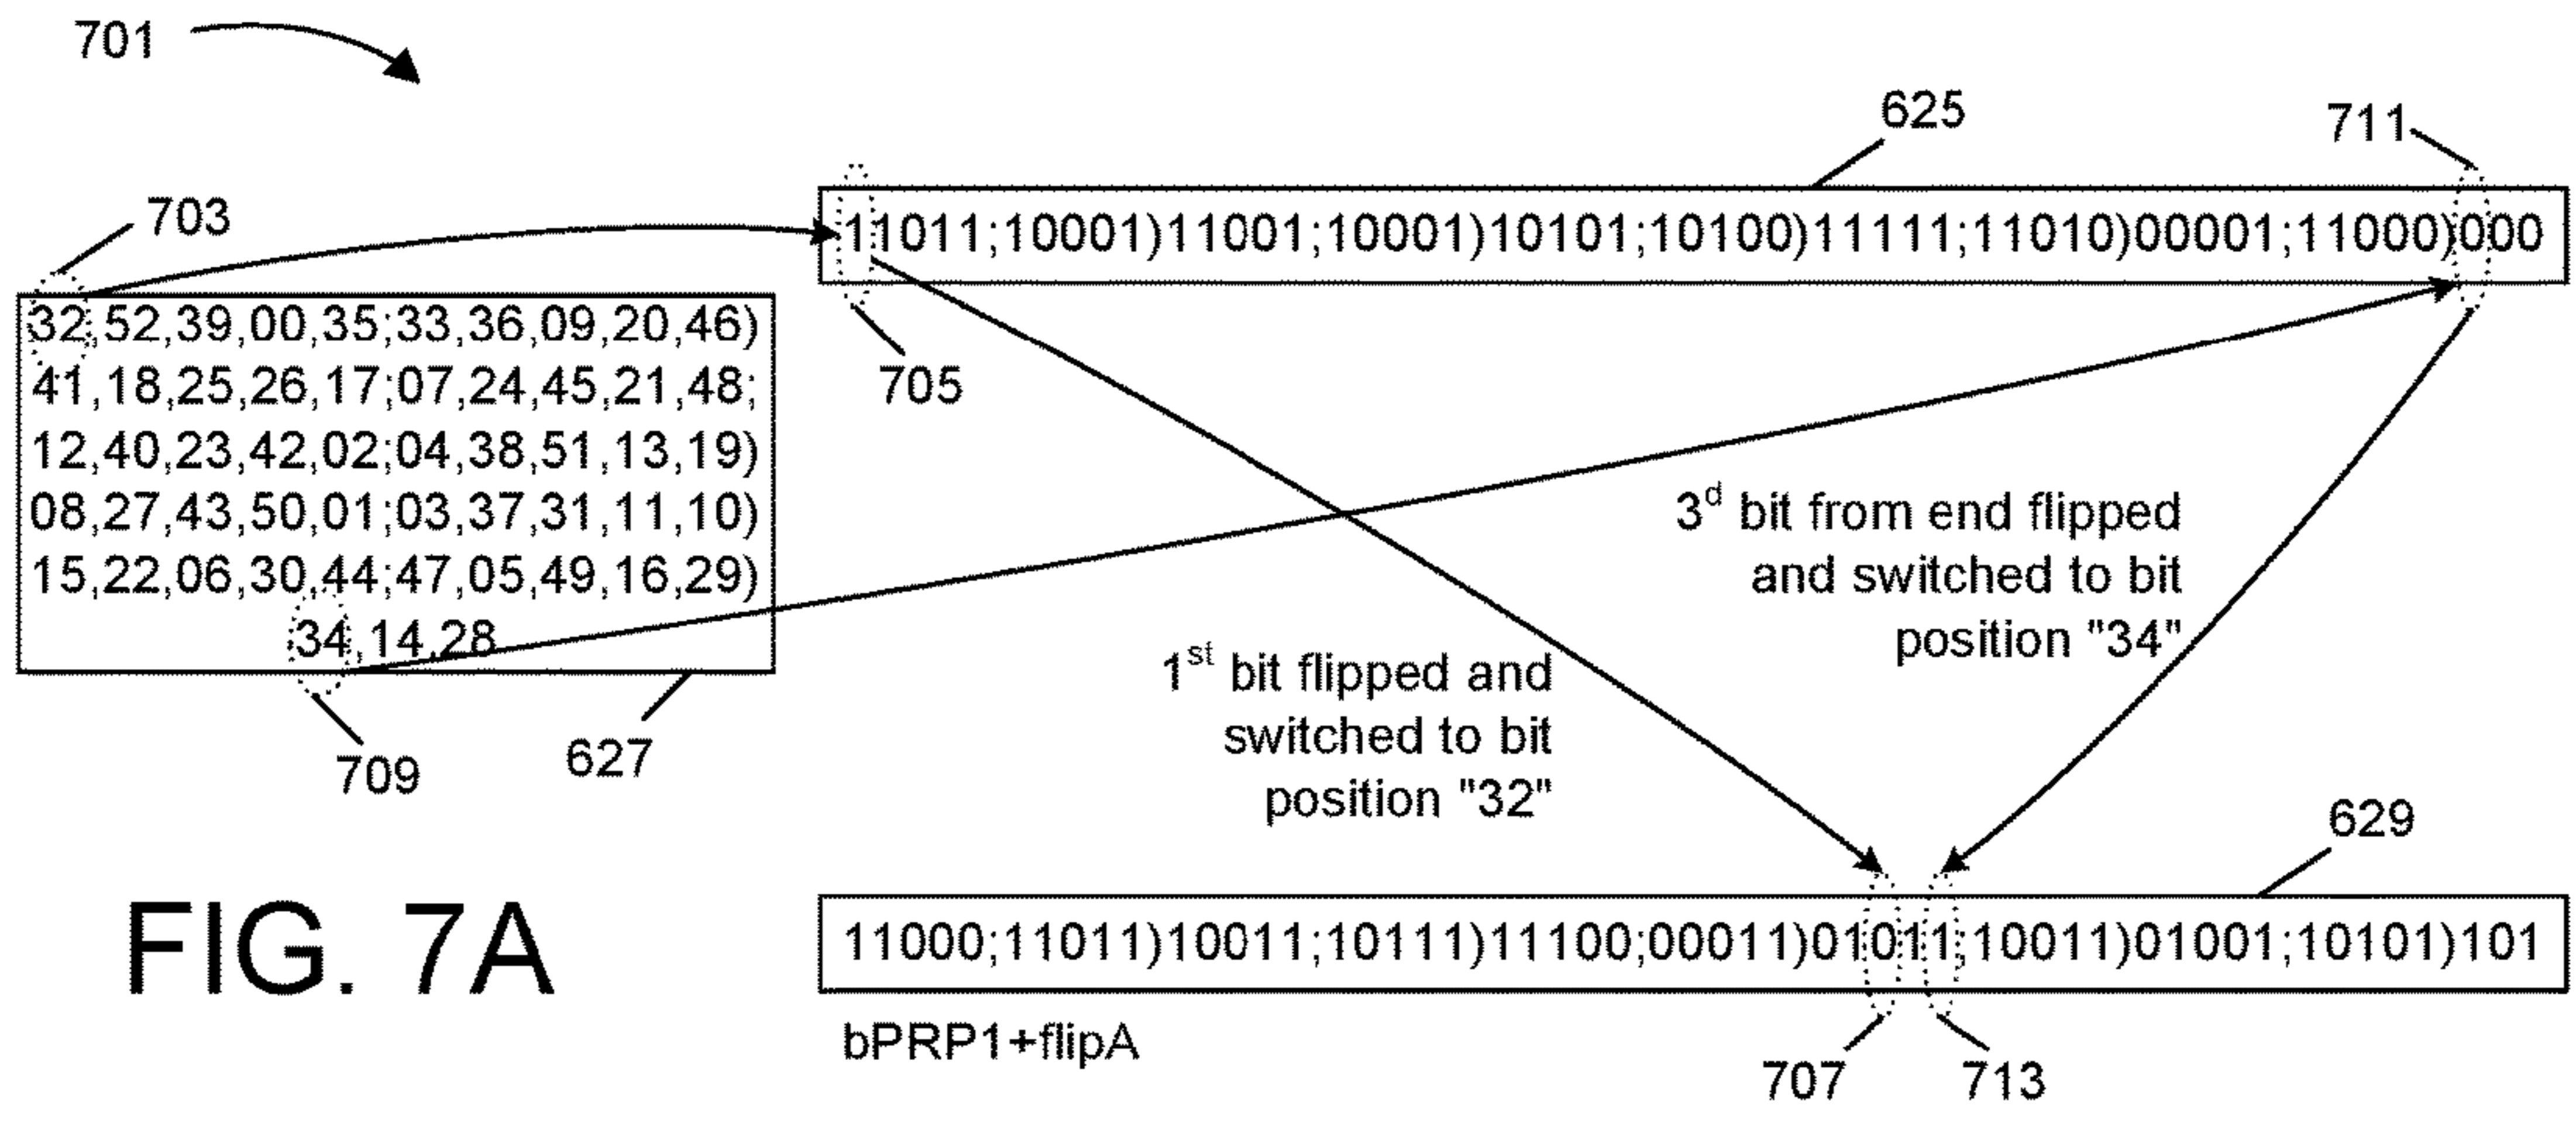 701
625
711
703
11011;10001)11001;10001)10101;10100)11111;11010)00001;11000)000
32,52,39,00,35;33,36,09,20,46)
41,18,25,26,17;07,24,45,21,48;
12,40,23,42,02;04,38,51,13,19)
08,27,43,50,01;03,37,31,11,10)
15,22,06,30,44;47,05,49,16,29)
34,14,28
705
709
627
1st bit flipped and
switched to bit
position "32"
3d bit from end flipped
and switched to bit
position "34"
629
FIG. 7A
11000;11011)10011;10111)11100;00011)01011;10011)01001;10101)101
bPRP1+flipA
707
713